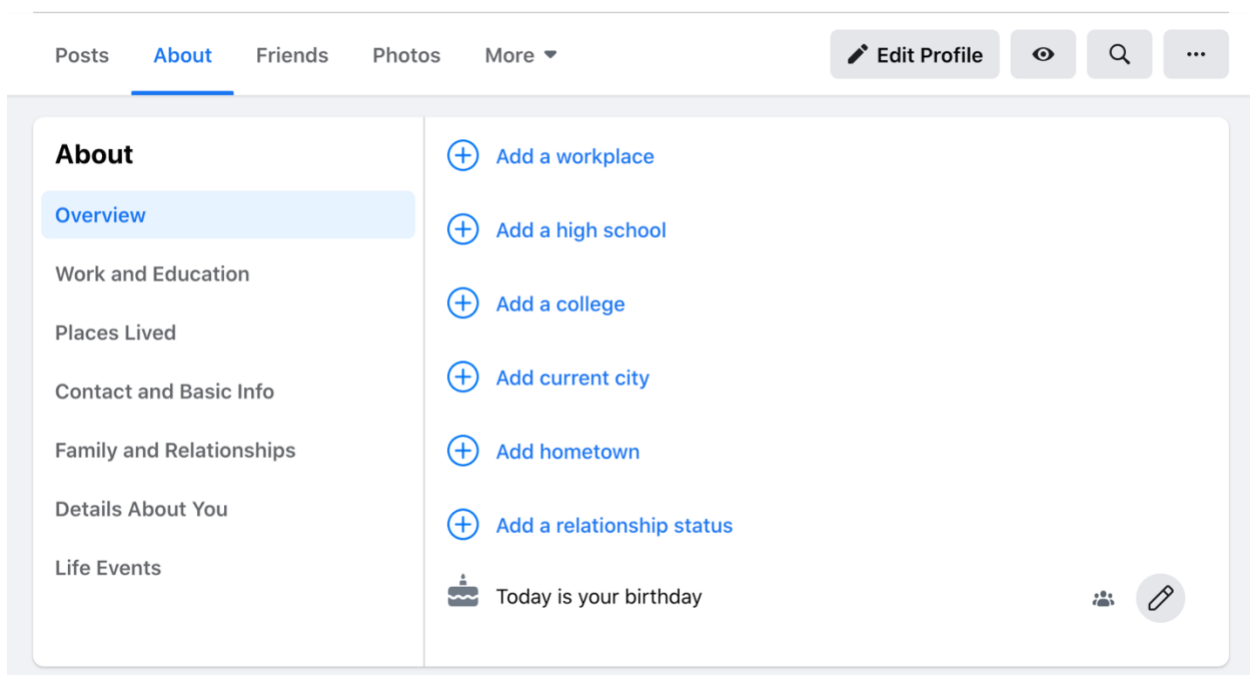 Posts About Friends Photos More Edit Profile
About
Overview
Work and Education
Places Lived
Contact and Basic Info
Family and Relationships
Details About You
Life Events
Add a workplace
Add a high school
Add a college
Add current city
Add hometown
Add a relationship status
Today is your birthday